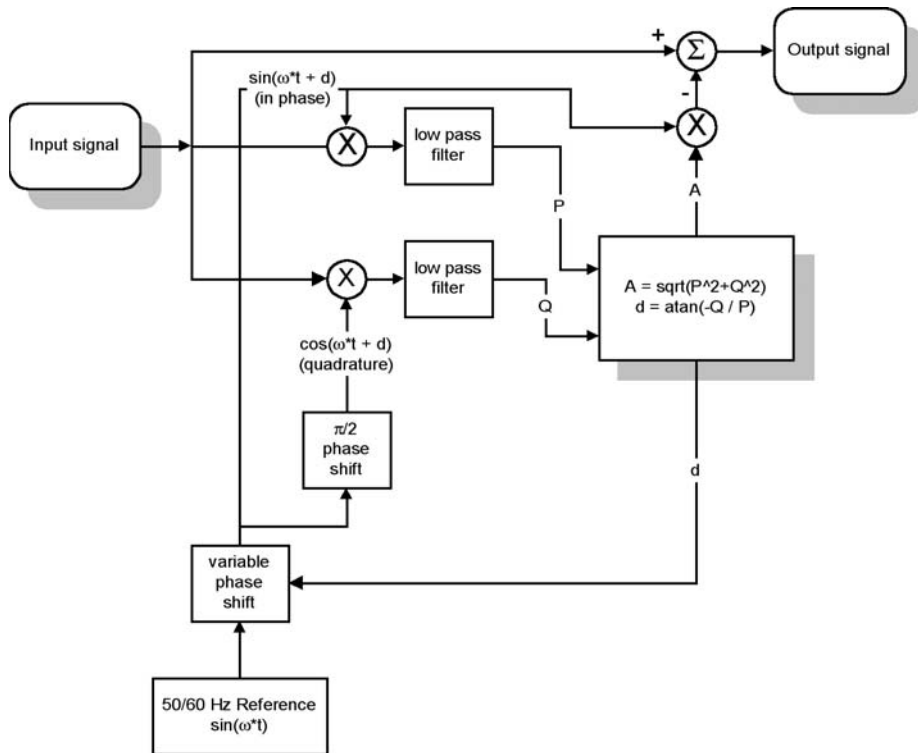 +
Σ
Output signal
-
sin(ω*t + d)
(in phase)
Input signal
X
low pass
filter
X
A
P
X
low pass
filter
Q
A = sqrt(P^2+Q^2)
d = atan(-Q / P)
cos(ω*t + d)
(quadrature)
π/2
phase
shift
d
variable
phase
shift
50/60 Hz Reference
sin(ω*t)